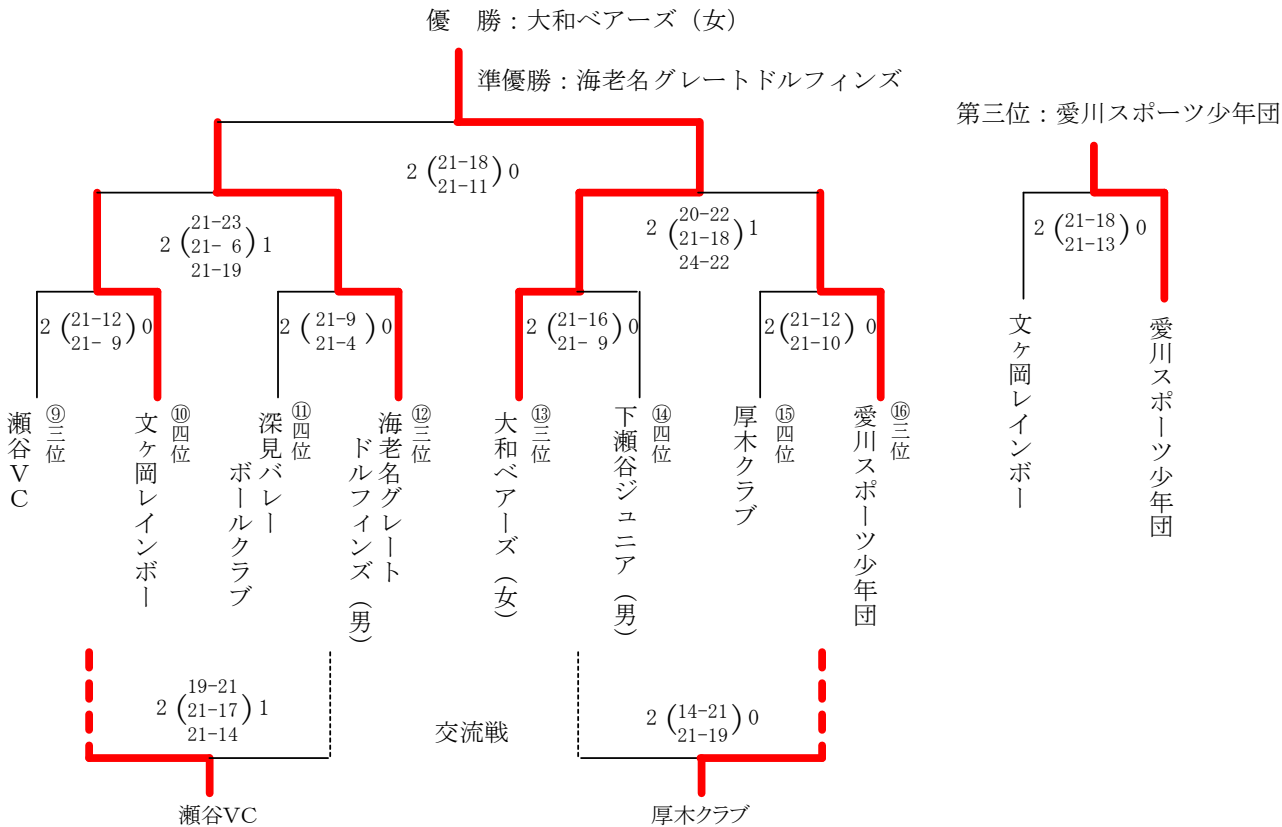 優　勝：大和ベアーズ（女）
準優勝：海老名グレートドルフィンズ
第三位：愛川スポーツ少年団
2 (21-18 21-11) 0
2 (21-23 21- 6 21-19) 1
2 (20-22 21-18 24-22) 1
2 (21-18 21-13) 0
2 (21-12 21- 9) 0
2 (21-9 21-4) 0
2 (21-16 21- 9) 0
2 (21-12 21-10) 0
⑨三位
瀬谷VC
⑩四位
文ヶ岡レインボー
⑪四位
深見バレー
ボールクラブ
⑫三位
海老名グレート
ドルフィンズ（男）
⑬三位
大和ベアーズ（女）
⑭四位
下瀬谷ジュニア（男）
⑮四位
厚木クラブ
⑯三位
愛川スポーツ少年団
文ヶ岡レインボー
愛川スポーツ少年団
2 (19-21 21-17 21-14) 1
交流戦
2 (14-21 21-19) 0
瀬谷VC
厚木クラブ